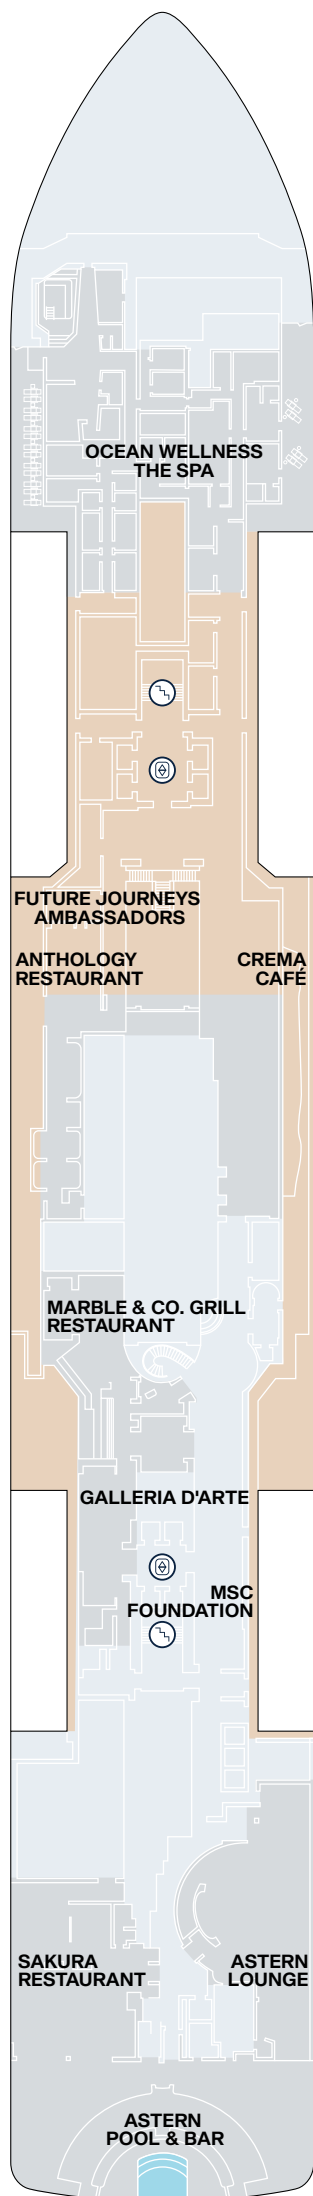 OCEAN WELLNESS
THE SPA
FUTURE JOURNEYS
AMBASSADORS
ANTHOLOGY
RESTAURANT
CREMA
CAFÉ
MARBLE & CO. GRILL
RESTAURANT
GALLERIA D'ARTE
MSC
FOUNDATION
SAKURA
RESTAURANT
ASTERN
LOUNGE
ASTERN
POOL & BAR